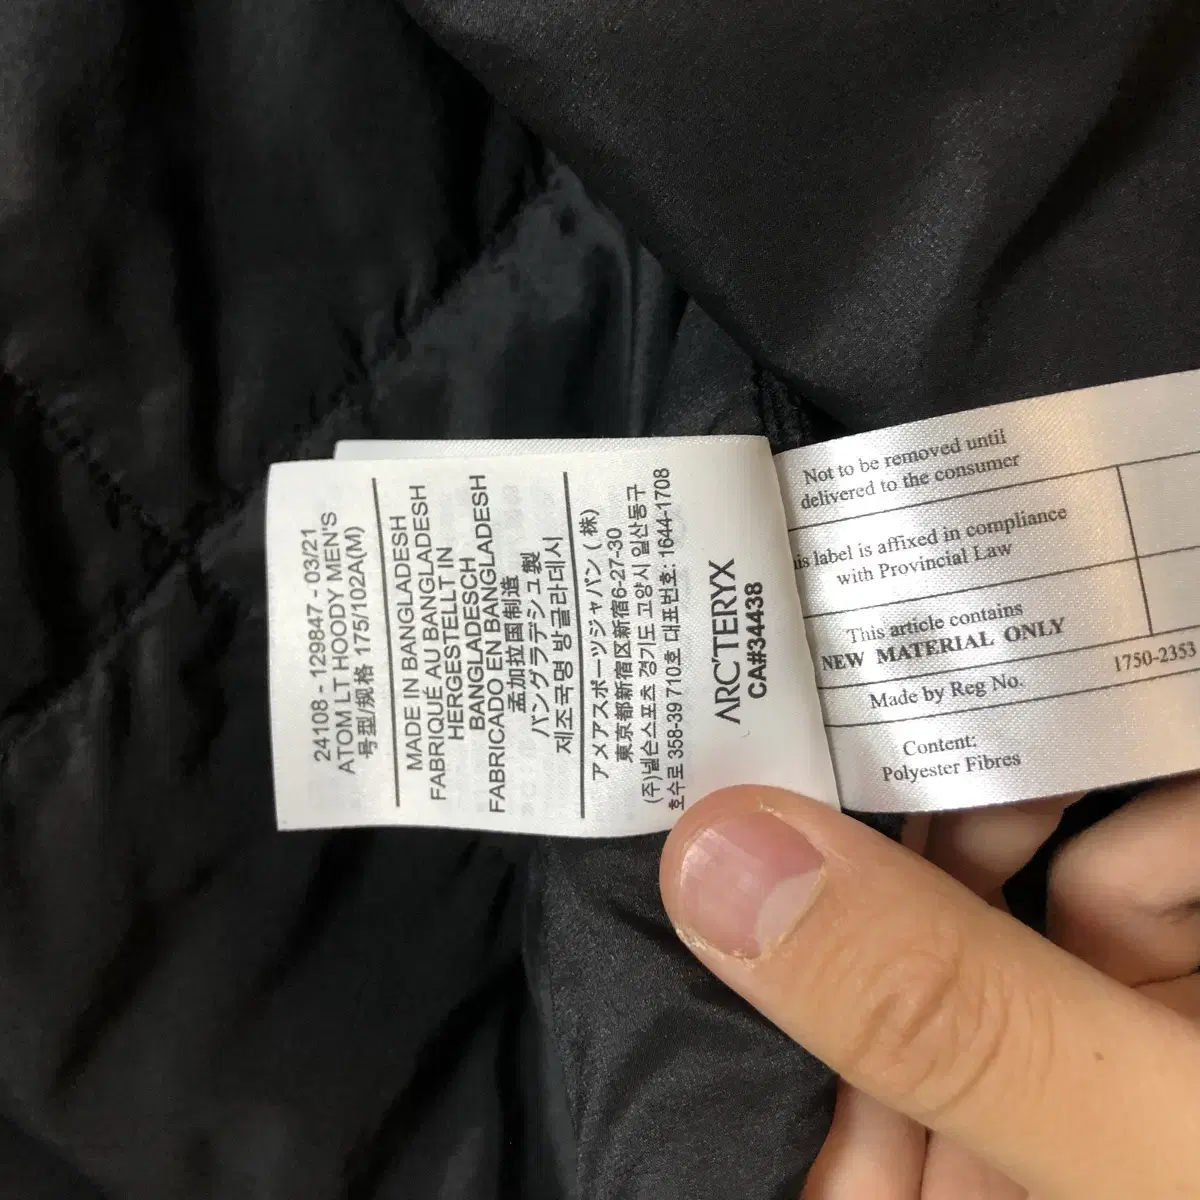 24108 - 129847 - 03/21
ATOM LT HOODY MEN'S
号型/规格 175/102A(M)
MADE IN BANGLADESH
FABRIQUÉ AU BANGLADESH
HERGESTELLT IN
BANGLADESCH
FABRICADO EN BANGLADESH
孟加拉国制造
バングラデシュ製
제조국명 방글라데시
アメアスポーツジャパン ( 株)
東京都新宿区新宿6-27-30
(주)넬슨스포츠 경기도 고양시 일산동구
호수로 358-39 710호 대표번호: 1644-1708
ARC'TERYX
CA#34438
Not to be removed until
delivered to the consumer
label is affixed in compliance
with Provincial Law
This article contains
NEW MATERIAL ONLY
Made by Reg No.
1750-2353
Content:
Polyester Fibres